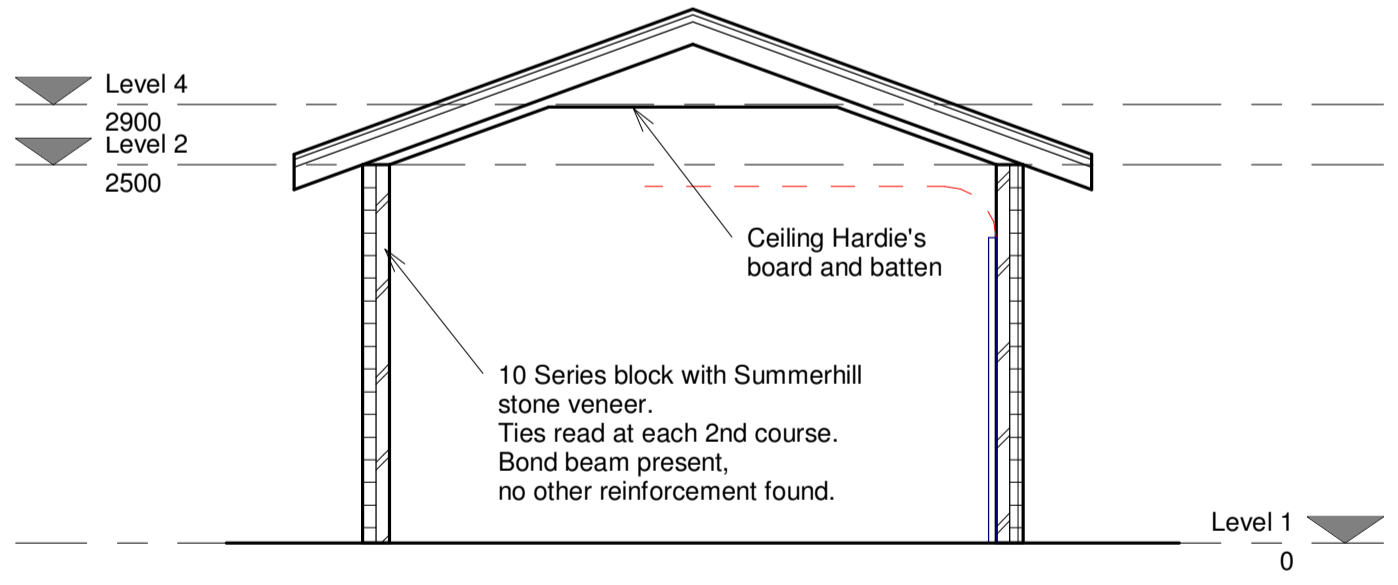 Level 4
2900
Level 2
2500
Ceiling Hardie's
board and batten
10 Series block with Summerhill
stone veneer.
Ties read at each 2nd course.
Bond beam present,
no other reinforcement found.
Level 1
0